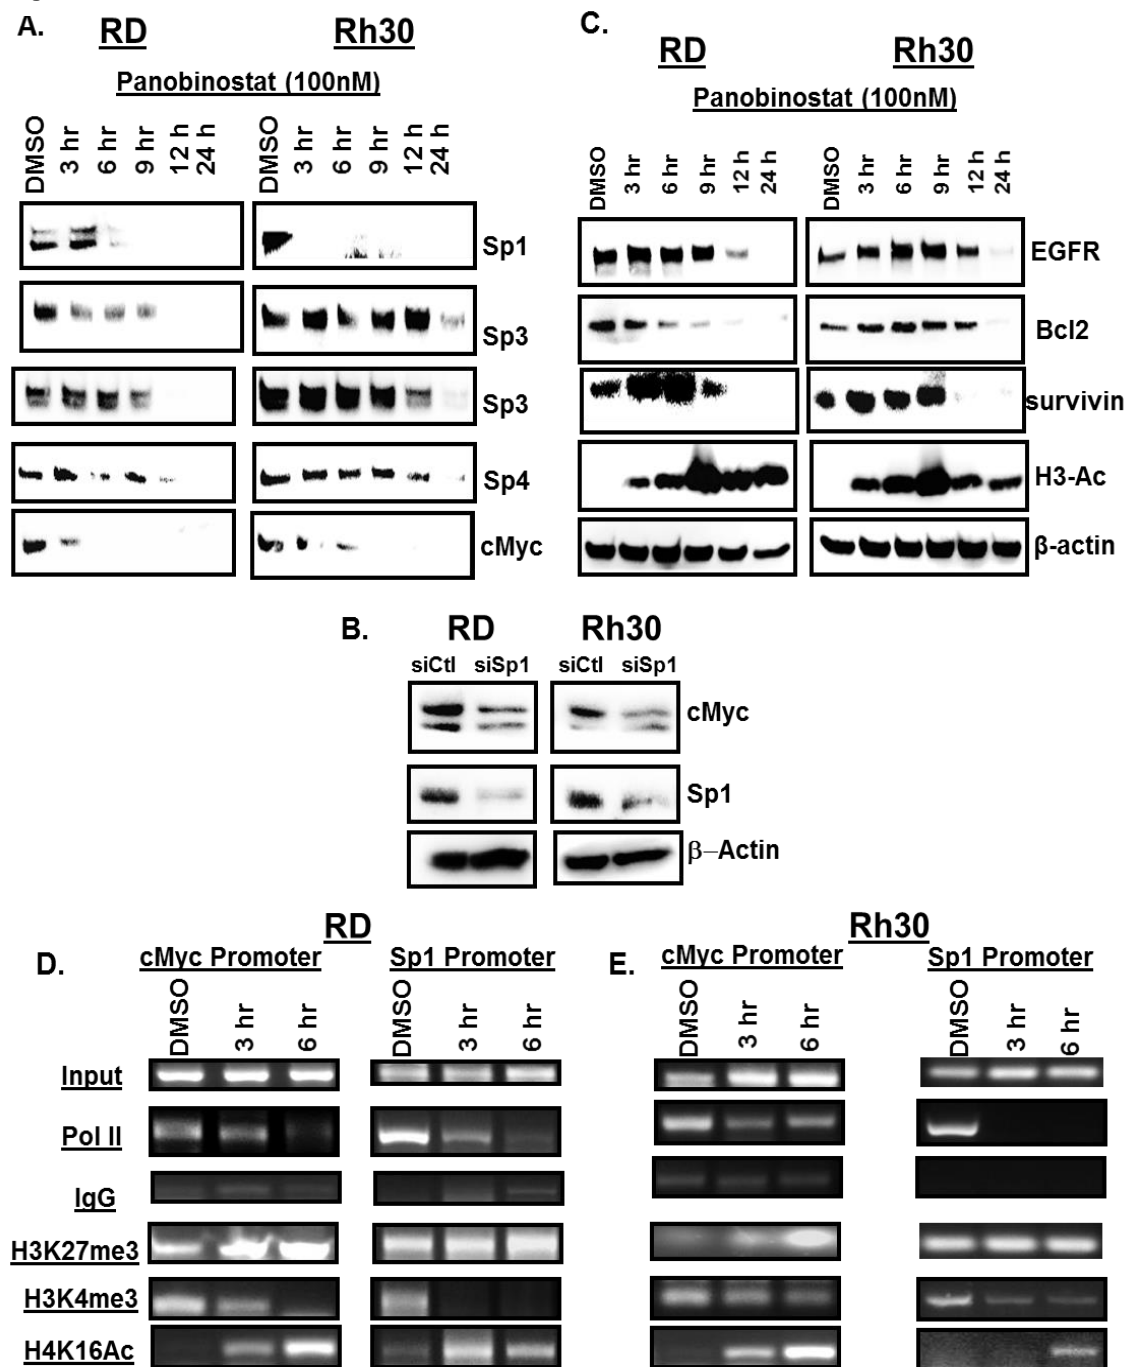 A.
RD
Rh30
Panobinostat (100nM)
DMSO
3 hr
6 hr
9 hr
12 h
24 h
DMSO
3 hr
6 hr
9 hr
12 h
24 h
Sp1
Sp3
Sp3
Sp4
cMyc
C.
RD
Rh30
Panobinostat (100nM)
DMSO
3 hr
6 hr
9 hr
12 h
24 h
DMSO
3 hr
6 hr
9 hr
12 h
24 h
EGFR
Bcl2
survivin
H3-Ac
β-actin
B.
RD
Rh30
siCtl siSp1
siCtl siSp1
cMyc
Sp1
β–Actin
RD
D.
cMyc Promoter
Sp1 Promoter
DMSO
3 hr
6 hr
DMSO
3 hr
6 hr
Input
Pol II
IgG
H3K27me3
H3K4me3
H4K16Ac
Rh30
E.
cMyc Promoter
Sp1 Promoter
DMSO
3 hr
6 hr
DMSO
3 hr
6 hr